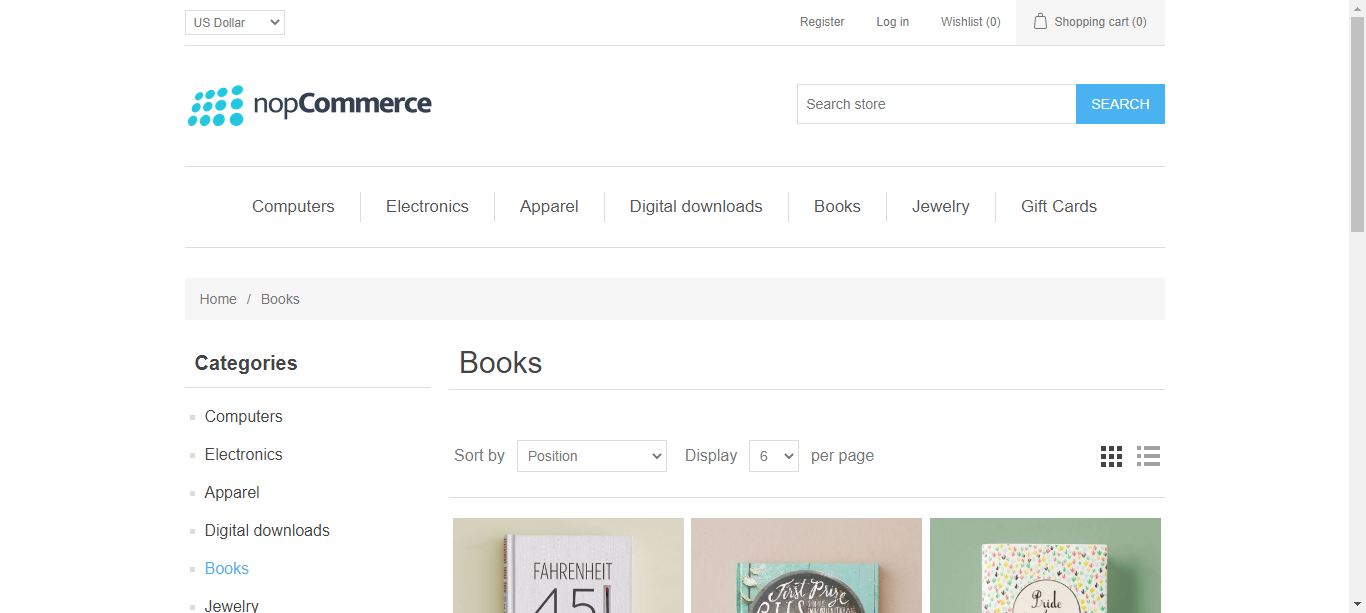 US Dollar
Register
Log in
Wishlist (0)
Shopping cart (0)
nopCommerce
Search store
SEARCH
Computers
Electronics
Apparel
Digital downloads
Books
Jewelry
Gift Cards
Home / Books
Categories
Computers
Electronics
Apparel
Digital downloads
Books
Jewelry
Books
Sort by Position Display 6 per page
FAHRENHEIT
451
First Prize
PIES
Pride